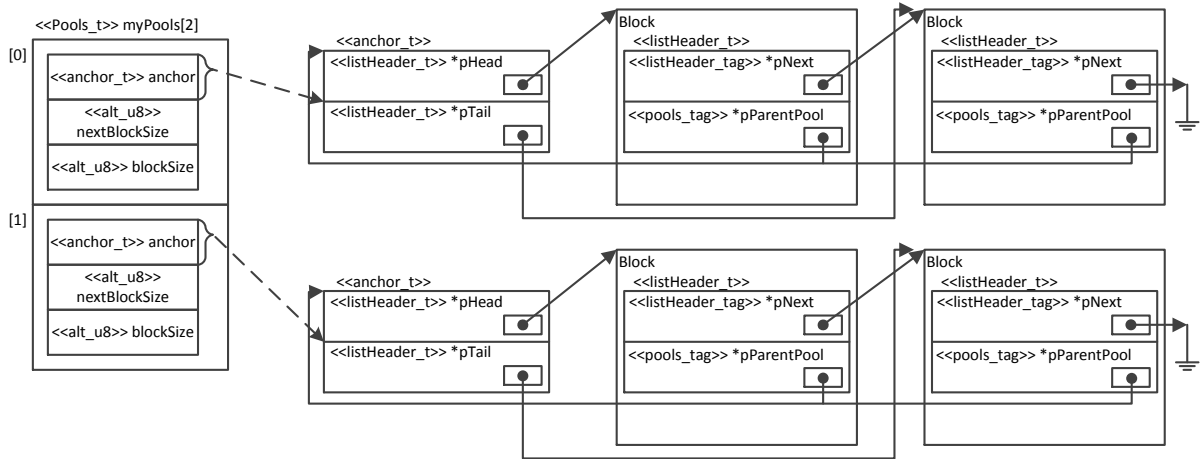 <<Pools_t>> myPools[2]
[0]
<<anchor_t>> anchor
<<alt_u8>>
nextBlockSize
<<alt_u8>> blockSize
<<anchor_t>>
<<listHeader_t>> *pHead
<<listHeader_t>> *pTail
Block
<<listHeader_t>>
<<listHeader_tag>> *pNext
<<pools_tag>> *pParentPool
Block
<<listHeader_t>>
<<listHeader_tag>> *pNext
<<pools_tag>> *pParentPool
[1]
<<anchor_t>> anchor
<<alt_u8>>
nextBlockSize
<<alt_u8>> blockSize
<<anchor_t>>
<<listHeader_t>> *pHead
<<listHeader_t>> *pTail
Block
<<listHeader_t>>
<<listHeader_tag>> *pNext
<<pools_tag>> *pParentPool
Block
<<listHeader_t>>
<<listHeader_tag>> *pNext
<<pools_tag>> *pParentPool